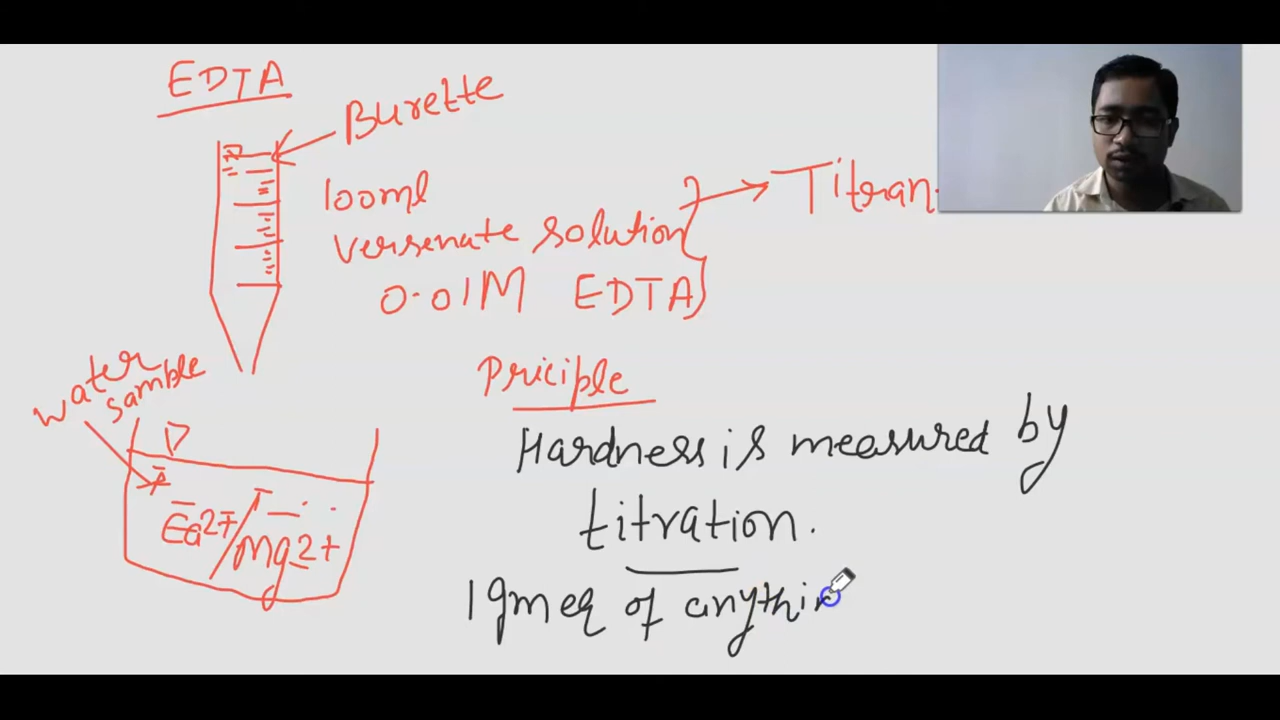 EDTA
Burette
100ml
versenate solution
0.01M EDTA
Titran
water
sample
Ca2+/Mg2+
Priciple
Hardness is measured by
titration.
1gmeq of anythin